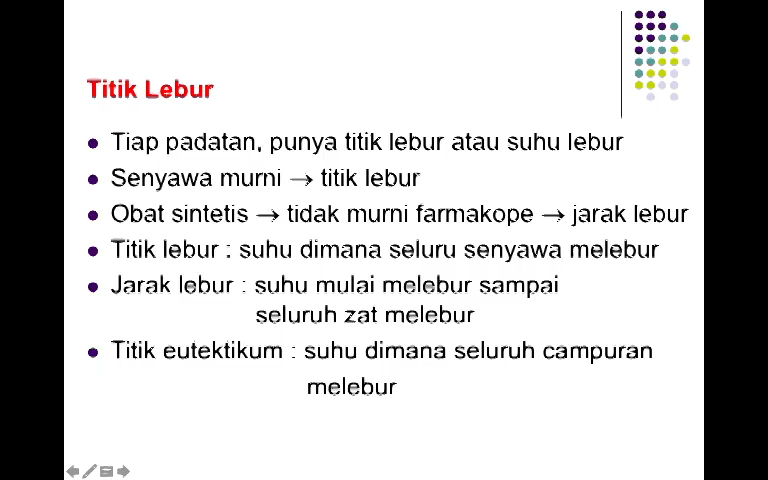 Titik Lebur
● Tiap padatan, punya titik lebur atau suhu lebur
● Senyawa murni → titik lebur
● Obat sintetis → tidak murni farmakope → jarak lebur
● Titik lebur : suhu dimana seluru senyawa melebur
● Jarak lebur : suhu mulai melebur sampai
seluruh zat melebur
● Titik eutektikum : suhu dimana seluruh campuran
melebur